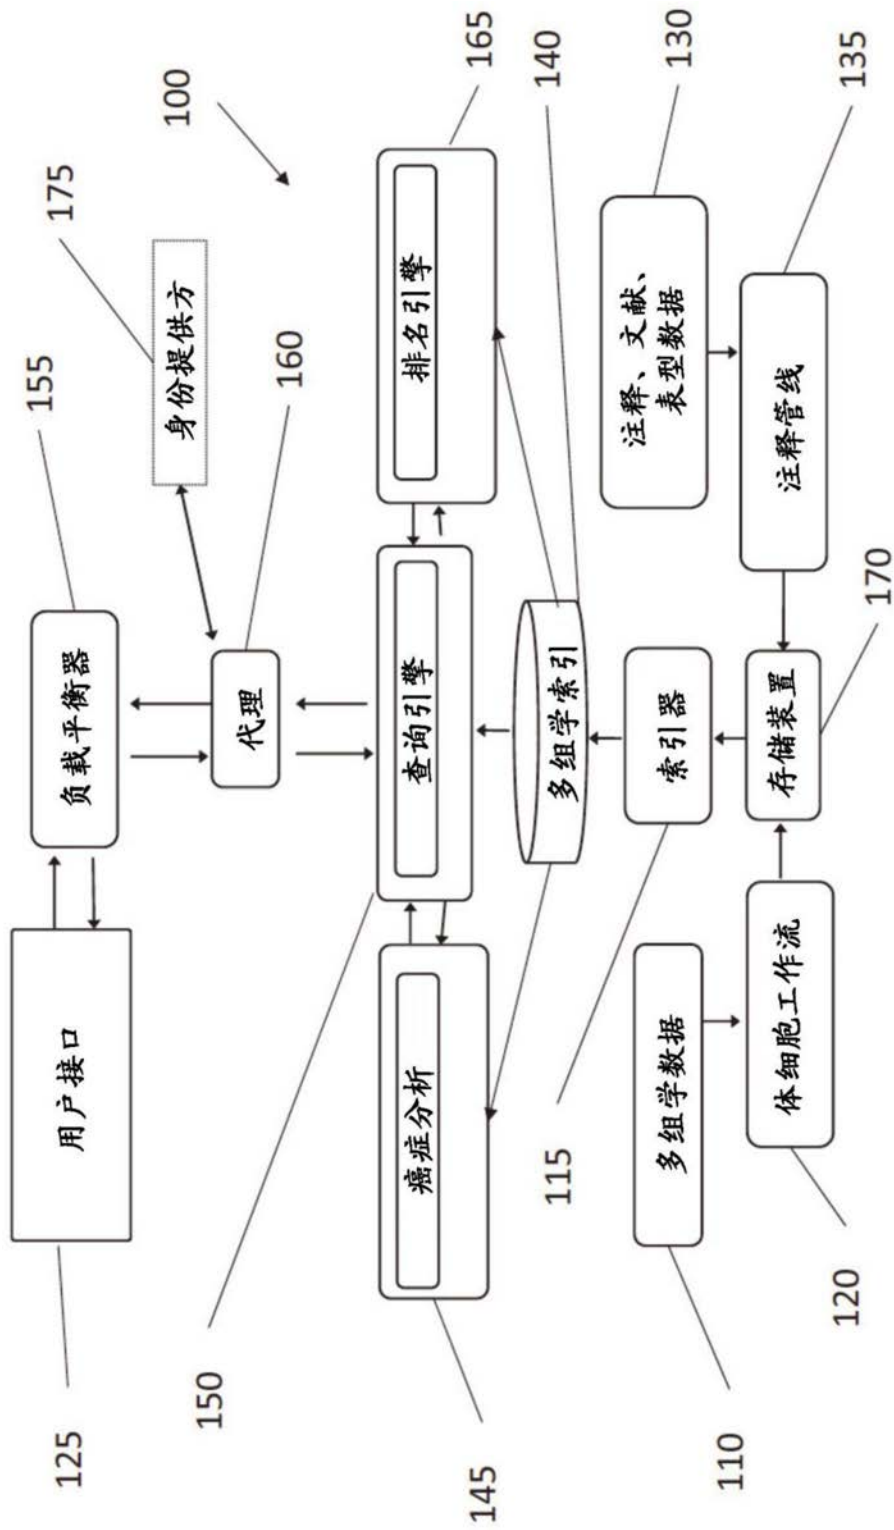 100
175
身份提供方
155
负载平衡器
160
代理
125
用户接口
165
排名引擎
150
查询引擎
145
癌症分析
140
多组学索引
130
注释、文献、
表型数据
135
注释管线
115
索引器
170
存储装置
110
多组学数据
120
体细胞工作流